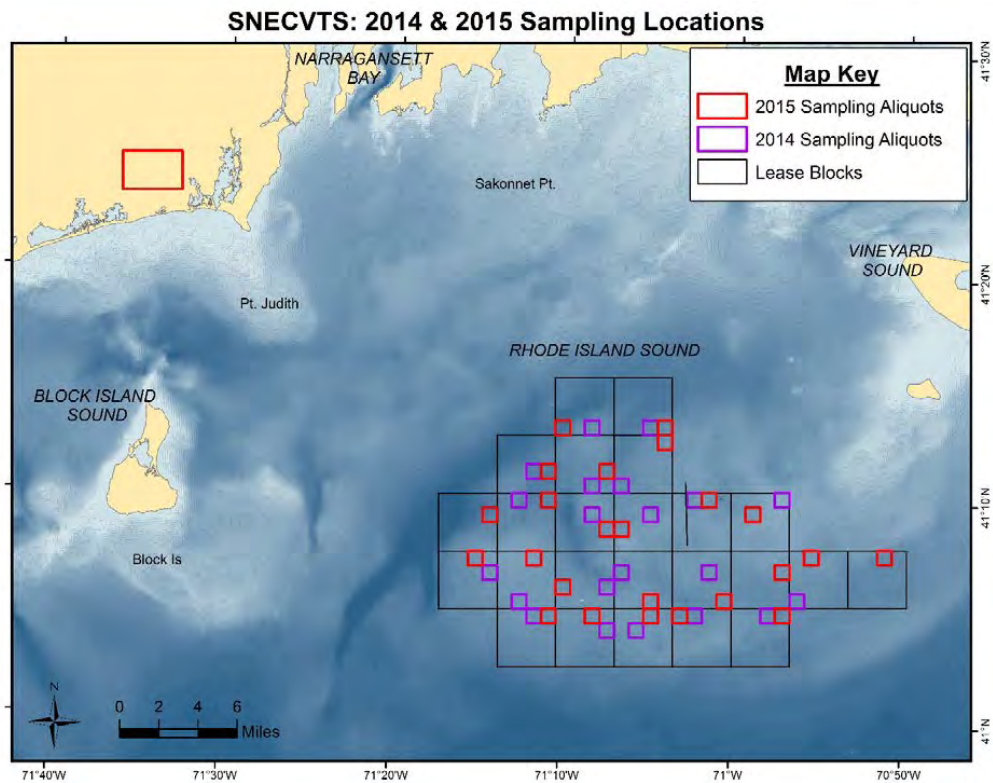 SNECVTS: 2014 & 2015 Sampling Locations
NARRAGANSETT
BAY
Map Key
2015 Sampling Aliquots
2014 Sampling Aliquots
Lease Blocks
Sakonnet Pt.
VINEYARD
SOUND
Pt. Judith
RHODE ISLAND SOUND
BLOCK ISLAND
SOUND
Block Is
N
0 2 4 6
Miles
41°30'N
41°20'N
41°10'N
41°N
71°40'W 71°30'W 71°20'W 71°10'W 71°W 70°50'W